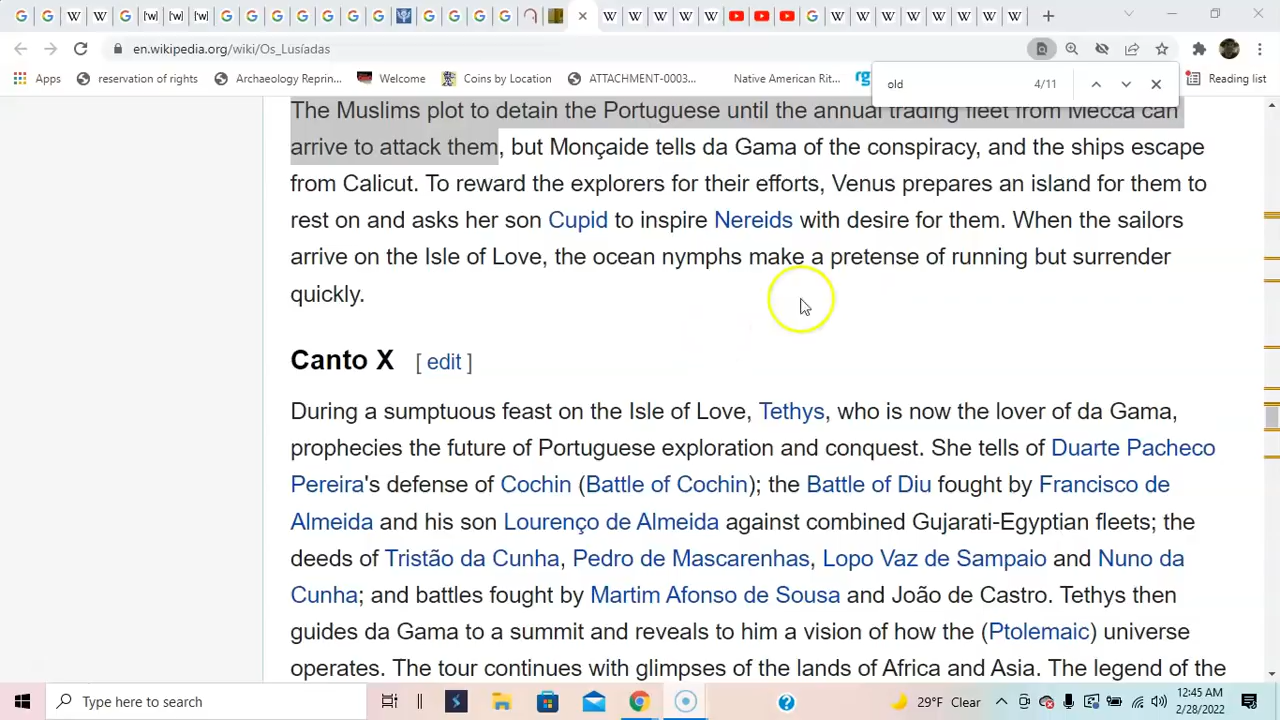 en.wikipedia.org/wiki/Os_Lusíadas
Apps reservation of rights Archaeology Reprin... Welcome Coins by Location ATTACHMENT-0003... Native American Rit... rg Reading list
old 4/11
The Muslims plot to detain the Portuguese until the annual trading fleet from Mecca can
arrive to attack them, but Monçaide tells da Gama of the conspiracy, and the ships escape
from Calicut. To reward the explorers for their efforts, Venus prepares an island for them to
rest on and asks her son Cupid to inspire Nereids with desire for them. When the sailors
arrive on the Isle of Love, the ocean nymphs make a pretense of running but surrender
quickly.
Canto X [ edit ]
During a sumptuous feast on the Isle of Love, Tethys, who is now the lover of da Gama,
prophecies the future of Portuguese exploration and conquest. She tells of Duarte Pacheco
Pereira's defense of Cochin (Battle of Cochin); the Battle of Diu fought by Francisco de
Almeida and his son Lourenço de Almeida against combined Gujarati-Egyptian fleets; the
deeds of Tristão da Cunha, Pedro de Mascarenhas, Lopo Vaz de Sampaio and Nuno da
Cunha; and battles fought by Martim Afonso de Sousa and João de Castro. Tethys then
guides da Gama to a summit and reveals to him a vision of how the (Ptolemaic) universe
operates. The tour continues with glimpses of the lands of Africa and Asia. The legend of the
Type here to search
29°F Clear
12:45 AM
2/28/2022